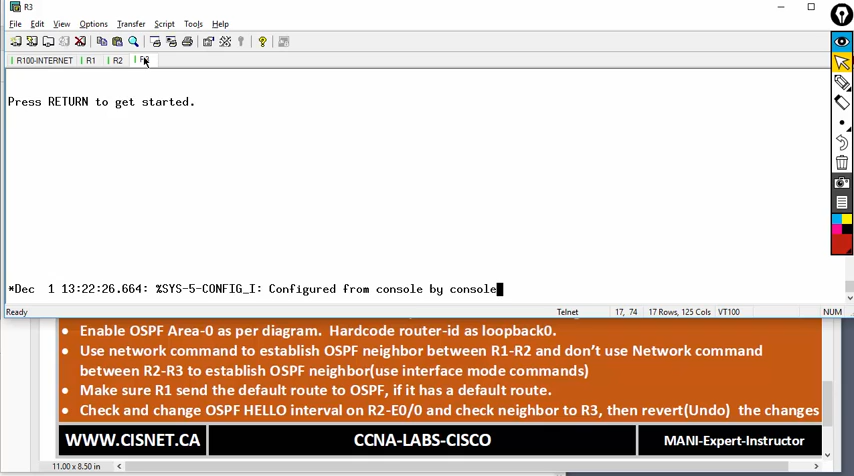 R3
File Edit View Options Transfer Script Tools Help
R100-INTERNET R1 R2
Press RETURN to get started.
*Dec  1 13:22:26.664: %SYS-5-CONFIG_I: Configured from console by console
Ready Telnet 17, 74 17 Rows, 125 Cols VT100 NUM
• Enable OSPF Area-0 as per diagram. Hardcode router-id as loopback0.
• Use network command to establish OSPF neighbor between R1-R2 and don't use Network command
between R2-R3 to establish OSPF neighbor(use interface mode commands)
• Make sure R1 send the default route to OSPF, if it has a default route.
• Check and change OSPF HELLO interval on R2-E0/0 and check neighbor to R3, then revert(Undo) the changes
WWW.CISNET.CA CCNA-LABS-CISCO MANI-Expert-Instructor
11.00 x 8.50 in